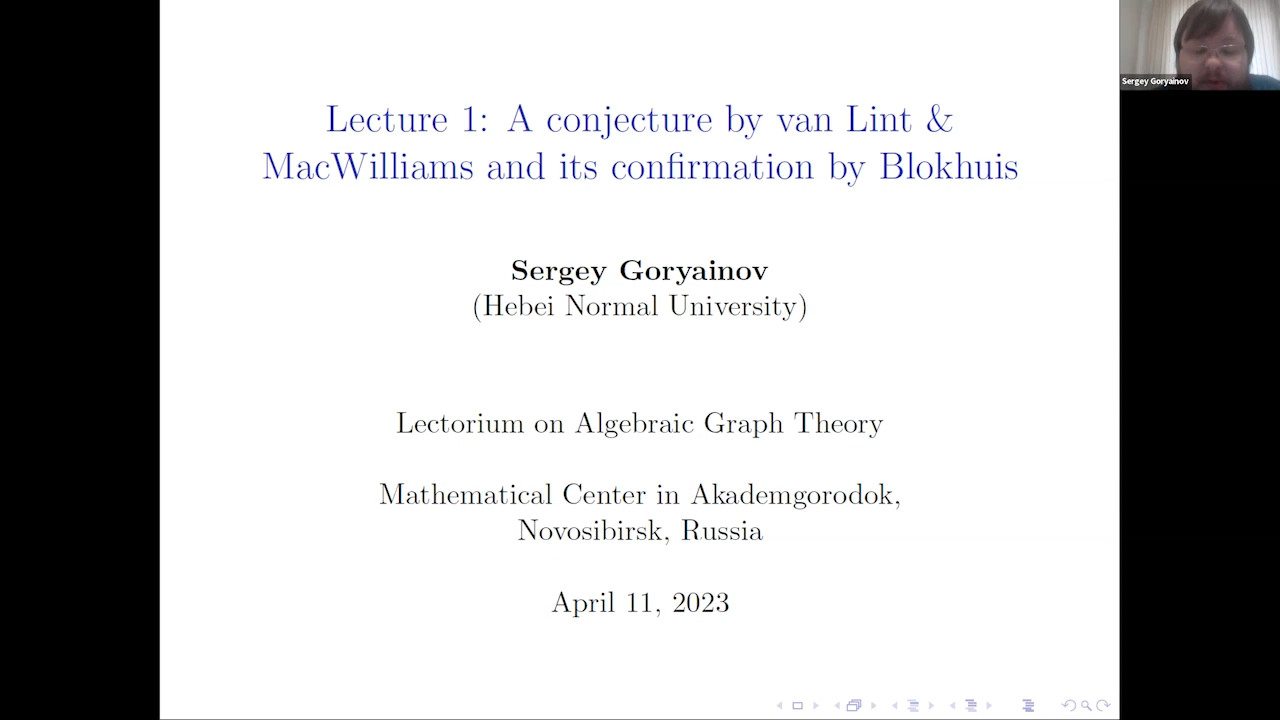 Lecture 1: A conjecture by van Lint &
MacWilliams and its confirmation by Blokhuis
Sergey Goryainov
(Hebei Normal University)
Lectorium on Algebraic Graph Theory
Mathematical Center in Akademgorodok,
Novosibirsk, Russia
April 11, 2023
Sergey Goryainov